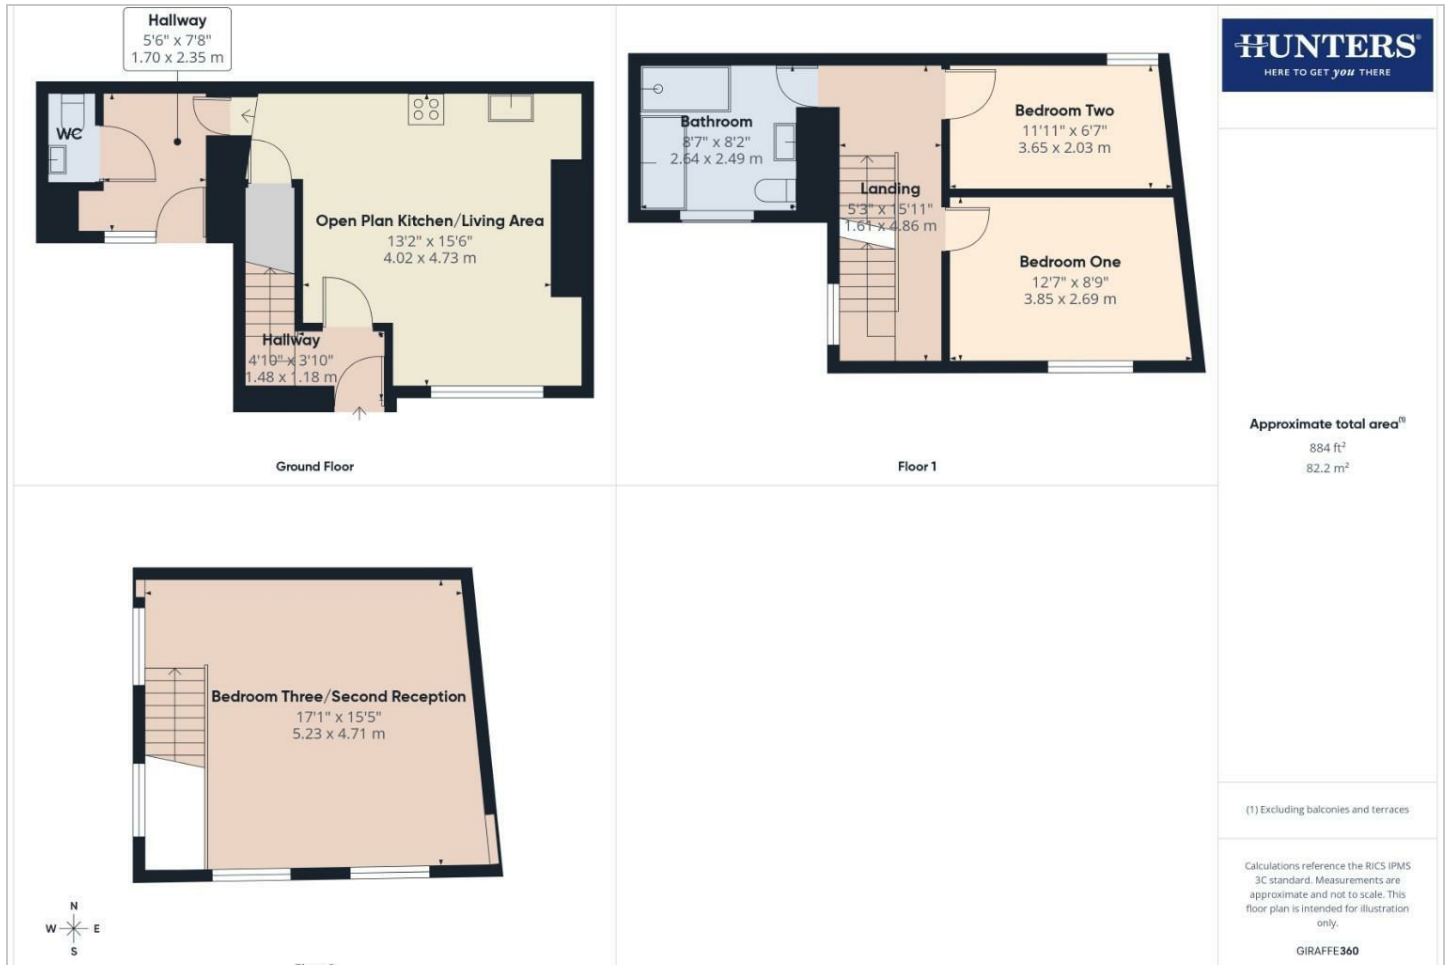 Hallway
5'6" x 7'8"
1.70 x 2.35 m
WC
Open Plan Kitchen/Living Area
13'2" x 15'6"
4.02 x 4.73 m
Hallway
4'10" x 3'10"
1.48 x 1.18 m
Ground Floor
Bathroom
8'7" x 8'2"
2.64 x 2.49 m
Landing
5'3" x 15'11"
1.61 x 4.86 m
Bedroom Two
11'11" x 6'7"
3.65 x 2.03 m
Bedroom One
12'7" x 8'9"
3.85 x 2.69 m
Floor 1
Bedroom Three/Second Reception
17'1" x 15'5"
5.23 x 4.71 m
N
W E
S
HUNTERS®
HERE TO GET you THERE
Approximate total area(1)
884 ft²
82.2 m²
(1) Excluding balconies and terraces
Calculations reference the RICS IPMS
3C standard. Measurements are
approximate and not to scale. This
floor plan is intended for illustration
only.
GIRAFFE360